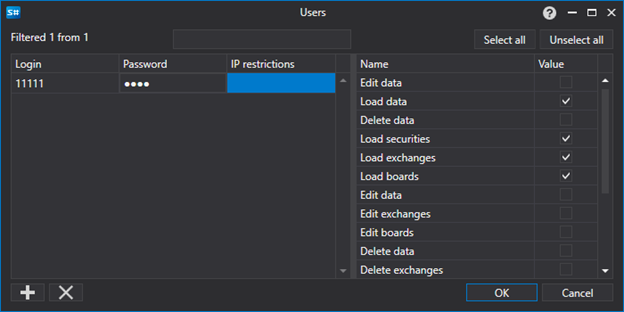 S#
Users
?
Filtered 1 from 1
Select all
Unselect all
Login Password IP restrictions
11111 ●●●●
Name Value
Edit data
Load data
Delete data
Load securities
Load exchanges
Load boards
Edit data
Edit exchanges
Edit boards
Delete data
Delete exchanges
OK
Cancel